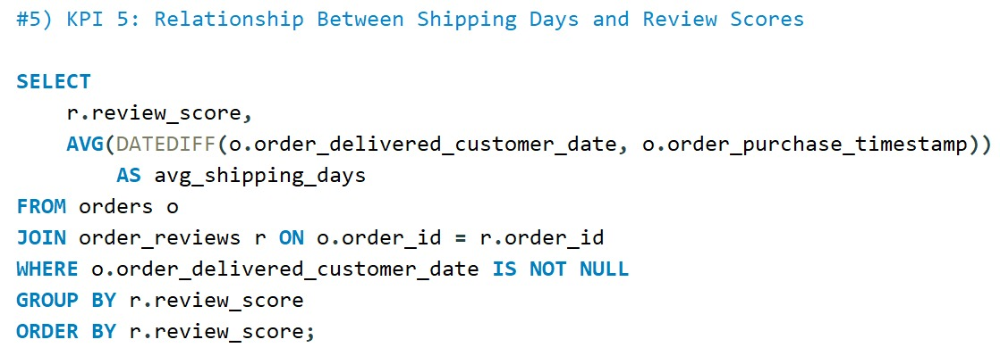 #5) KPI 5: Relationship Between Shipping Days and Review Scores
SELECT
r.review_score,
AVG(DATEDIFF(o.order_delivered_customer_date, o.order_purchase_timestamp))
AS avg_shipping_days
FROM orders o
JOIN order_reviews r ON o.order_id = r.order_id
WHERE o.order_delivered_customer_date IS NOT NULL
GROUP BY r.review_score
ORDER BY r.review_score;